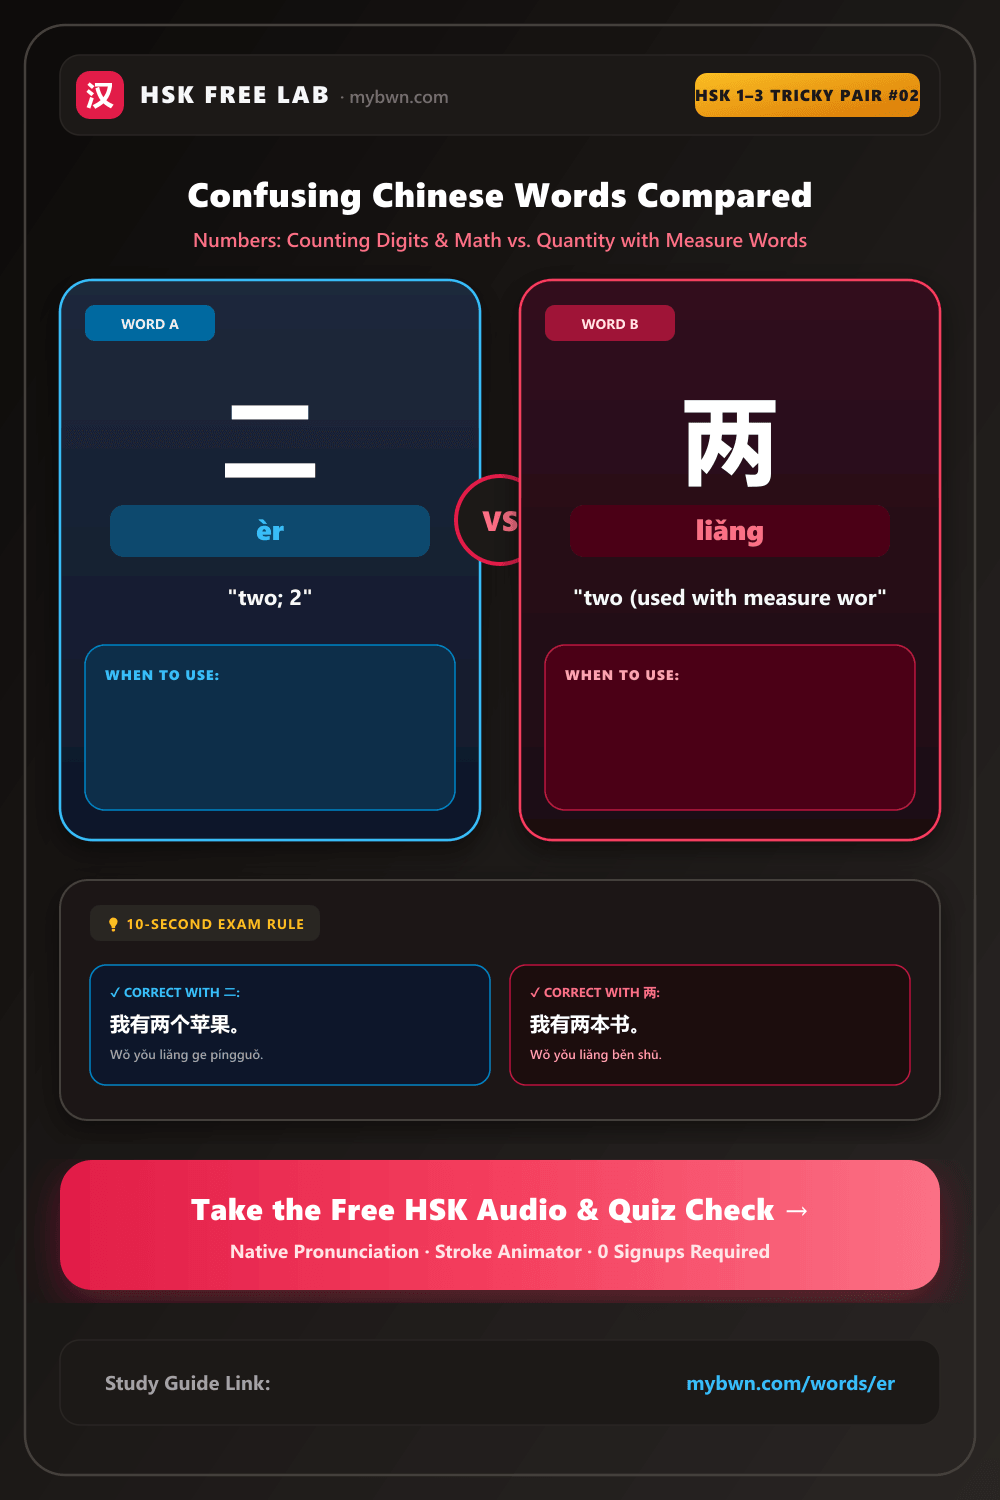 汉 HSK FREE LAB · mybwn.com
HSK 1–3 TRICKY PAIR #02
Confusing Chinese Words Compared
Numbers: Counting Digits & Math vs. Quantity with Measure Words
WORD A
二
èr
"two; 2"
WHEN TO USE:
VS
WORD B
两
liǎng
"two (used with measure wor"
WHEN TO USE:
10-SECOND EXAM RULE
✓ CORRECT WITH 二:
我有两个苹果。
Wǒ yǒu liǎng ge píngguǒ.
✓ CORRECT WITH 两:
我有两本书。
Wǒ yǒu liǎng běn shū.
Take the Free HSK Audio & Quiz Check →
Native Pronunciation · Stroke Animator · 0 Signups Required
Study Guide Link:
mybwn.com/words/er